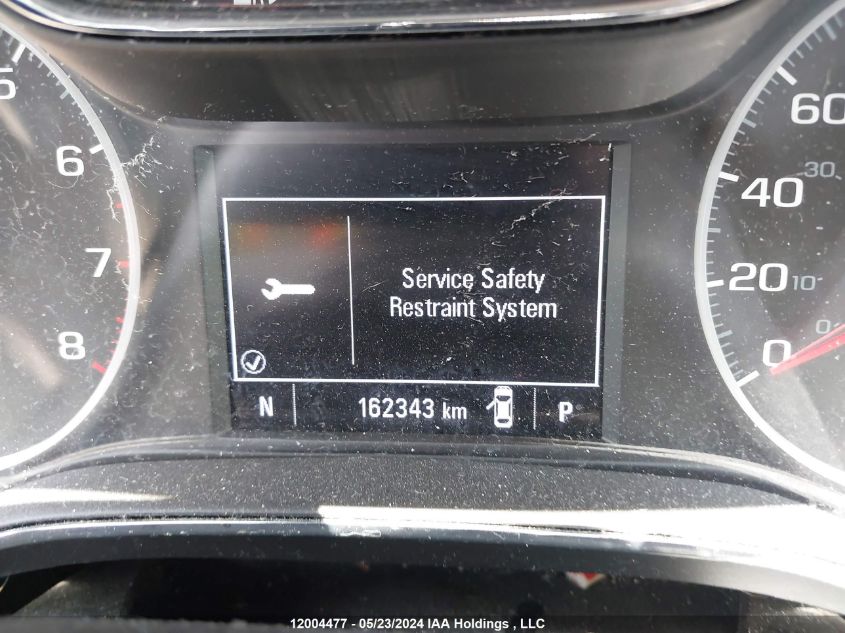 5
6
7
8
Service Safety
Restraint System
N 162343 km P
60
40 30
20 10
0 0
12004477 - 05/23/2024 IAA Holdings , LLC